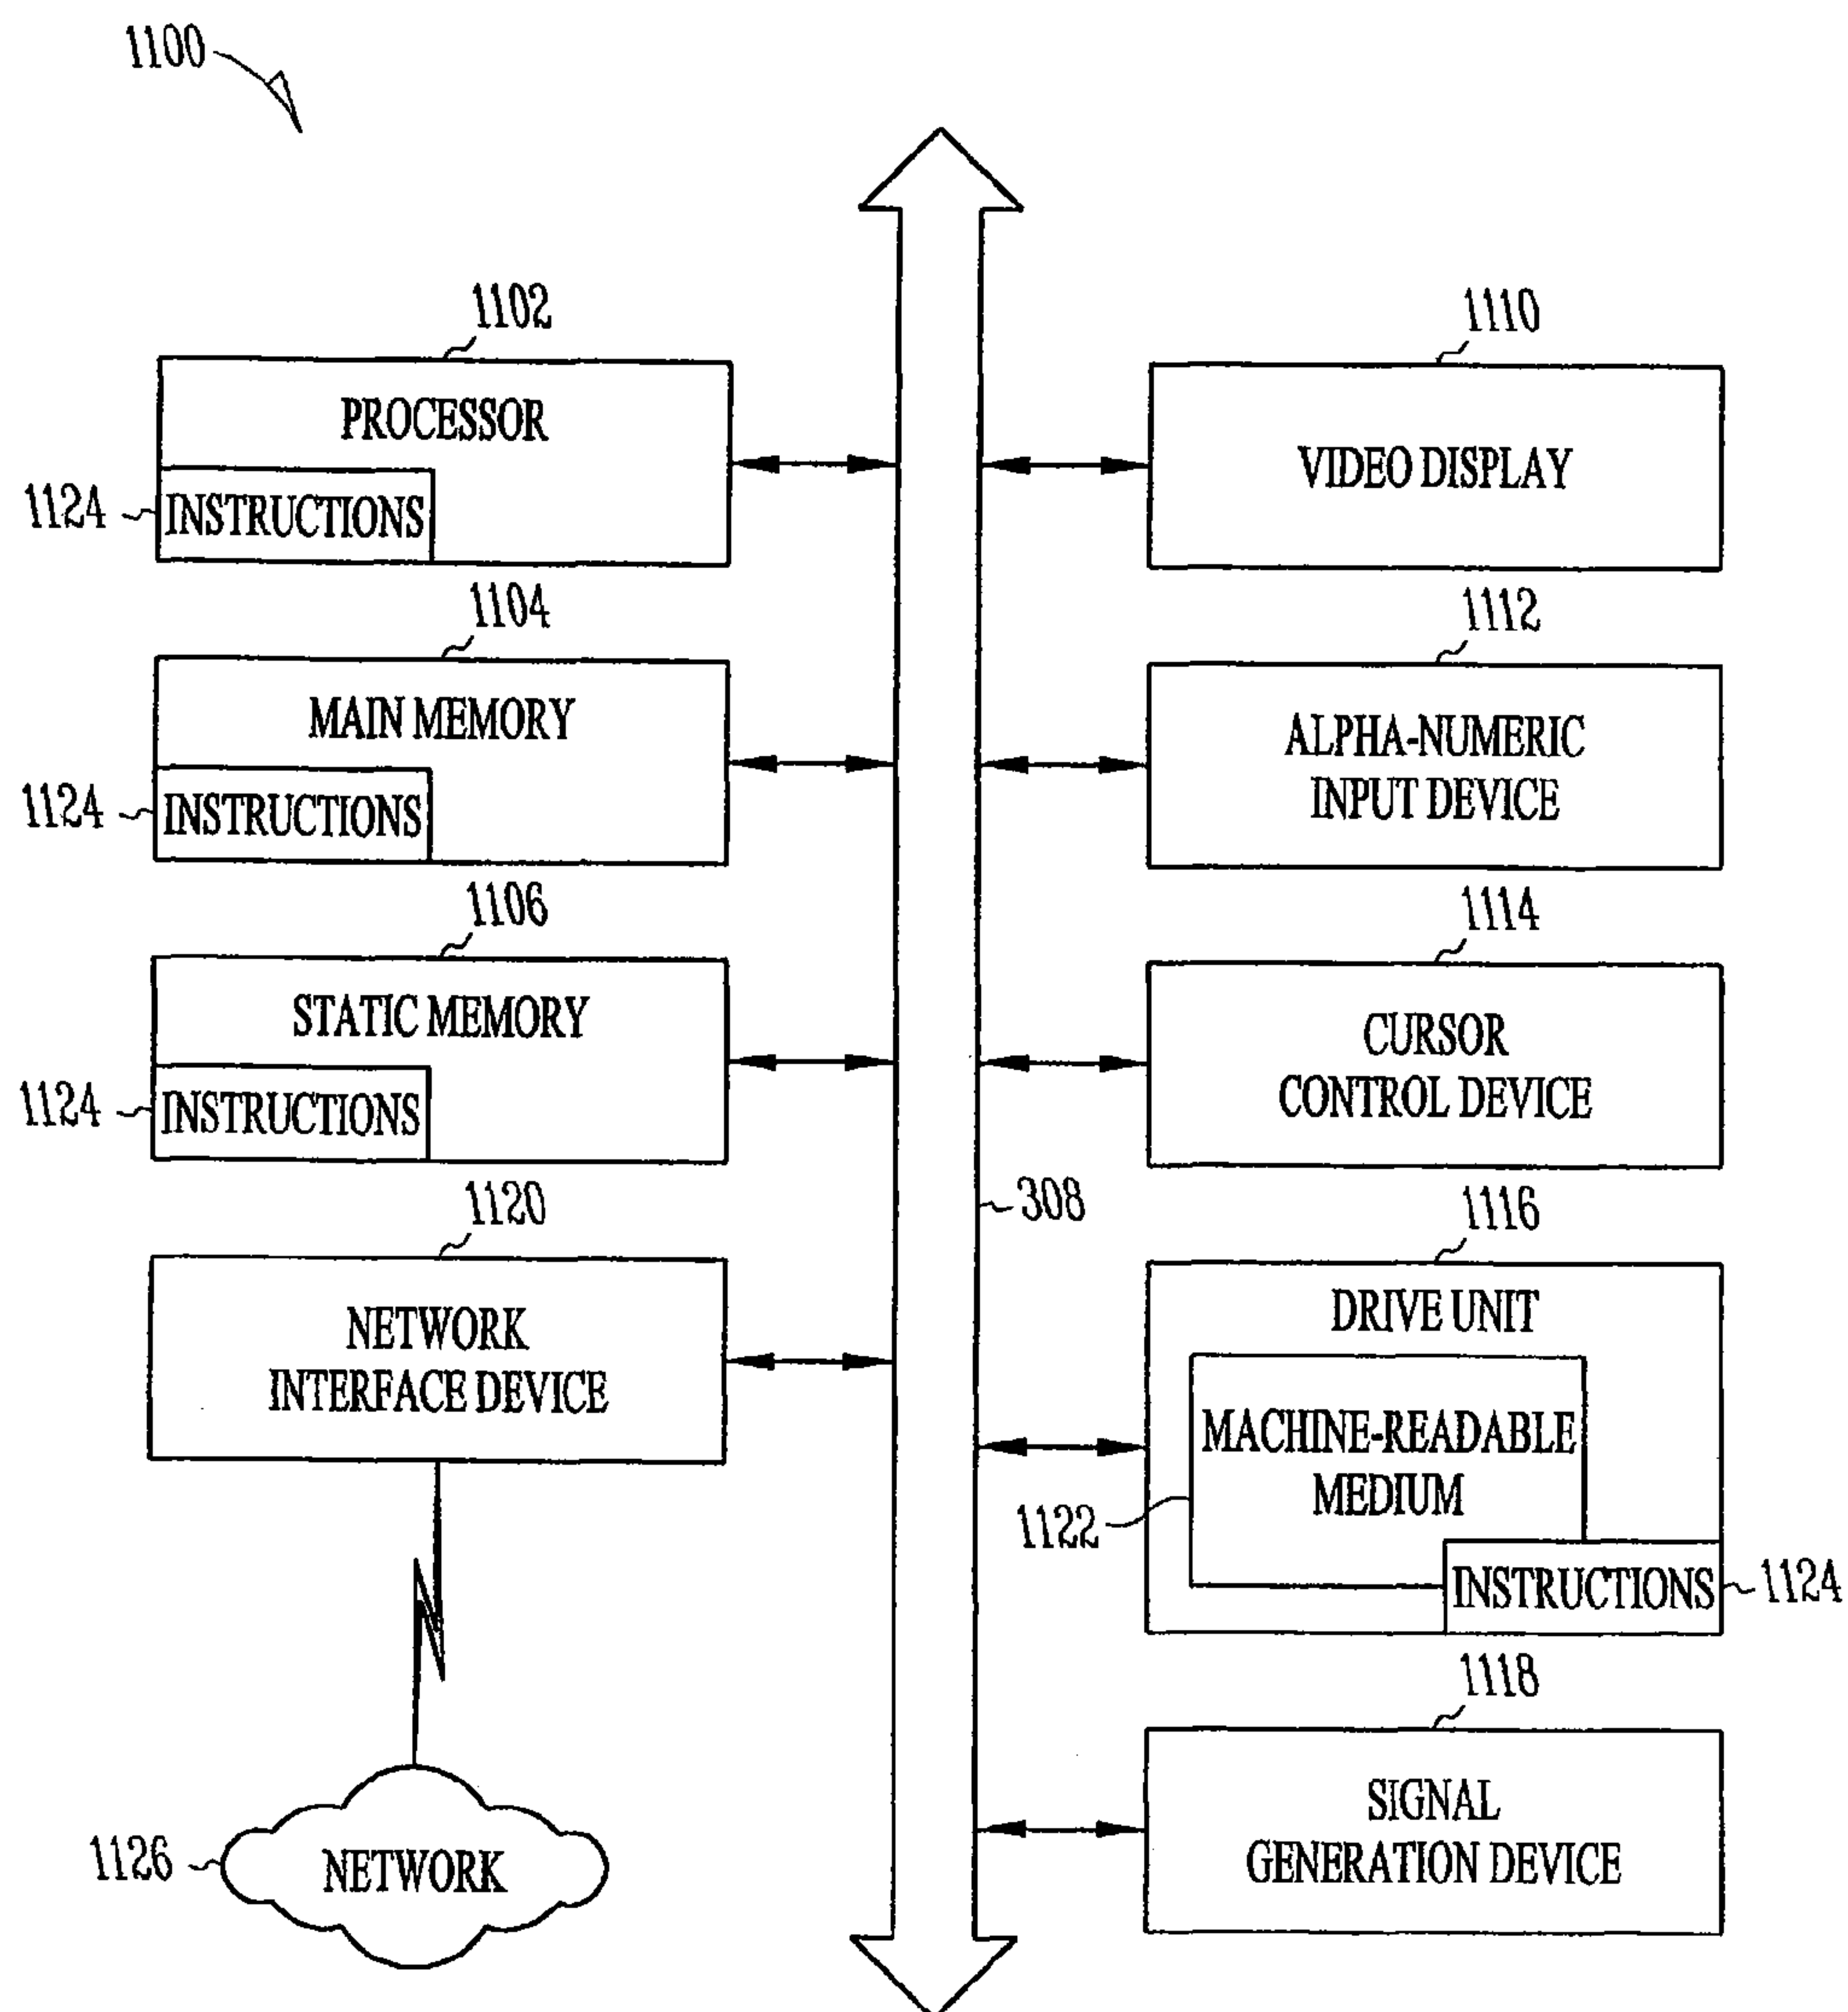 1100
1102
PROCESSOR
1124
INSTRUCTIONS
1104
MAIN MEMORY
1124
INSTRUCTIONS
1106
STATIC MEMORY
1124
INSTRUCTIONS
1120
NETWORK
INTERFACE DEVICE
1126
NETWORK
308
1110
VIDEO DISPLAY
1112
ALPHA-NUMERIC
INPUT DEVICE
1114
CURSOR
CONTROL DEVICE
1116
DRIVE UNIT
MACHINE-READABLE
MEDIUM
1122
INSTRUCTIONS
1124
1118
SIGNAL
GENERATION DEVICE